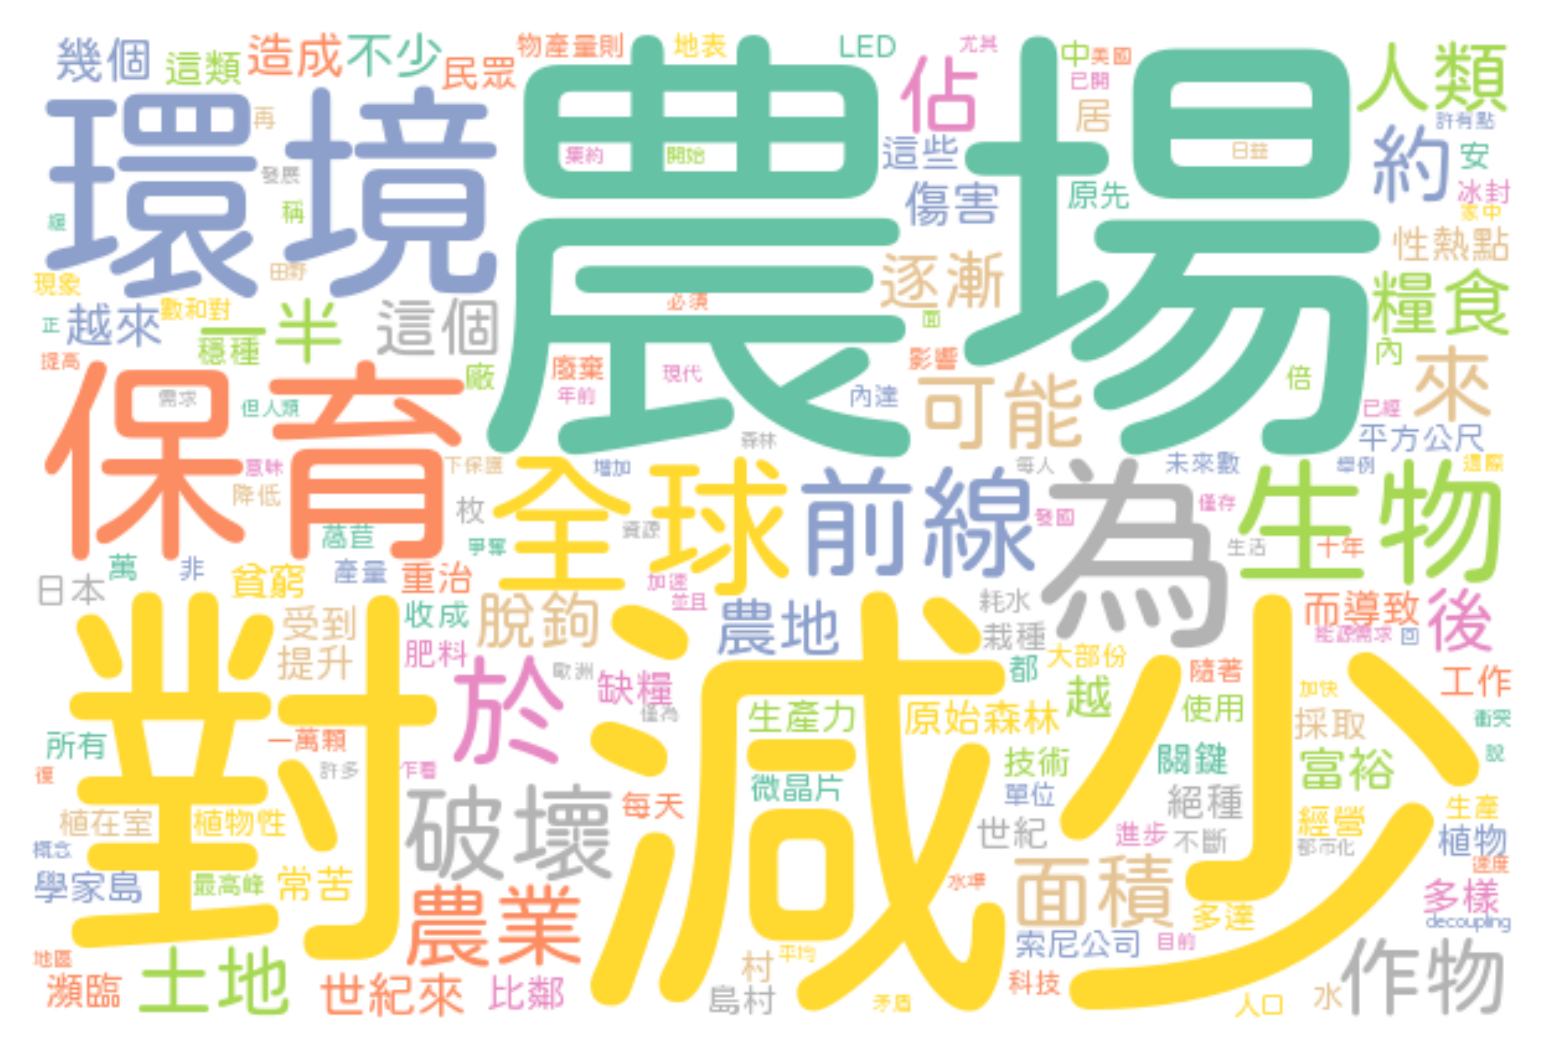 幾個
這類
造成
不少
民眾
物產量則
地表
LED
尤其
中
美國
已開
人類
佔
居
許有點
環境
農場
再
發展
稱
集約
開始
這些
傷害
原先
約
安
冰封
家中
性熱點
田野
現象
數和對
越來
正
提高
一半
穩種
這個
逐漸
必須
面
影響
糧食
內
來
倍
已經
平方公尺
廠
廢棄
年前
現代
內達
可能
保育
需求
但人類
意味
降低
森林
增加
全球
前線
每人
為
未來數
舉例
週際
生物
僅存
發國
生活
十年
枚
萵苣
爭奪
資源
日本
萬
非
貧窮
產量
重治
加速
並且
耗水
栽種
而導致
能源需求
回
後
對
減少
受到
提升
收成
肥料
脫鉤
農地
於
歐洲
缺糧
僅為
都
大部份
越
隨著
使用
加快
採取
工作
衝突
說
所有
復
一萬顆
許多
乍看
生產力
原始森林
技術
關鍵
富裕
植在室
植物性
破壞
每天
微晶片
單位
絕種
世紀
進步
不斷
經營
都市化
生產
植物
速度
概念
學家島
最高峰
常苦
農業
面積
多達
多樣
decoupling
索尼公司
目前
地區
瀕臨
土地
世紀來
比鄰
村
島村
平均
矛盾
科技
人口
水
作物